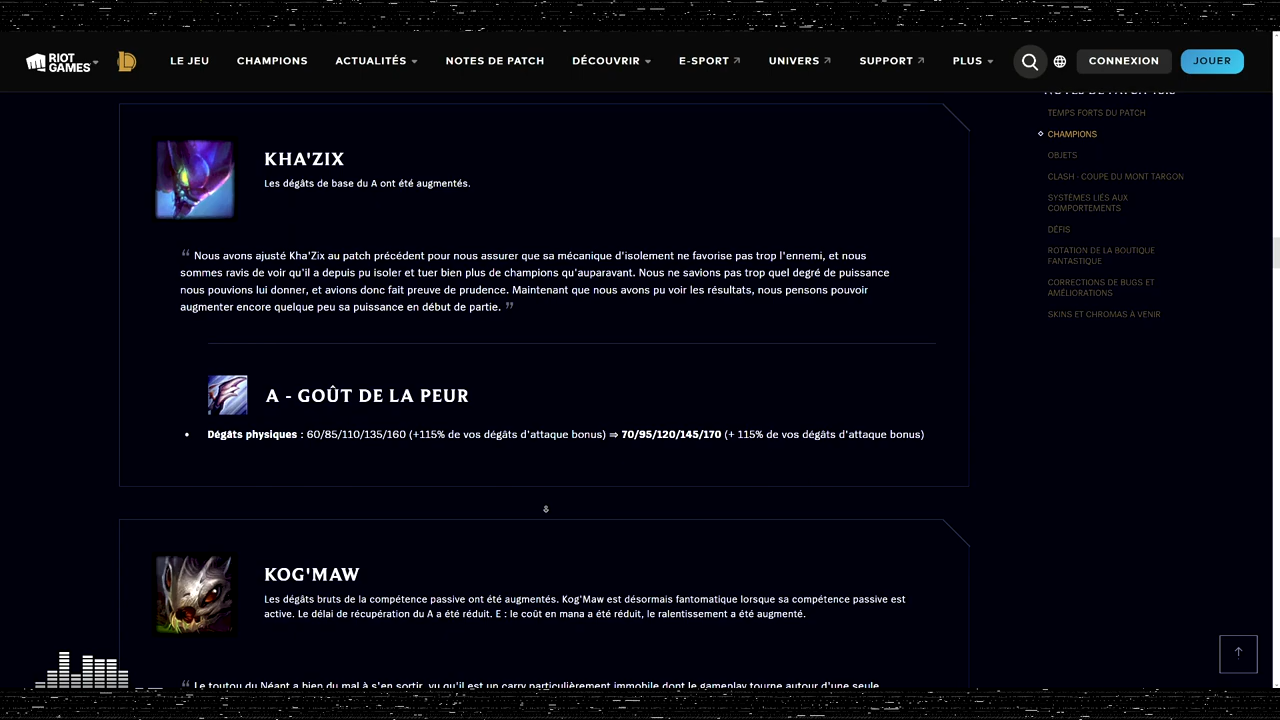 RIOT GAMES
LE JEU
CHAMPIONS
ACTUALITÉS
NOTES DE PATCH
DÉCOUVRIR
E-SPORT
UNIVERS
SUPPORT
PLUS
CONNEXION
JOUER
TEMPS FORTS DU PATCH
CHAMPIONS
OBJETS
CLASH - COUPE DU MONT TARGON
SYSTÈMES LIÉS AUX
COMPORTEMENTS
DÉFIS
ROTATION DE LA BOUTIQUE
FANTASTIQUE
CORRECTIONS DE BUGS ET
AMÉLIORATIONS
SKINS ET CHROMAS À VENIR
KHA'ZIX
Les dégâts de base du A ont été augmentés.
“ Nous avons ajusté Kha'Zix au patch précédent pour nous assurer que sa mécanique d'isolement ne favorise pas trop l'ennemi, et nous
sommes ravis de voir qu'il a depuis pu isoler et tuer bien plus de champions qu'auparavant. Nous ne savions pas trop quel degré de puissance
nous pouvions lui donner, et avions donc fait preuve de prudence. Maintenant que nous avons pu voir les résultats, nous pensons pouvoir
augmenter encore quelque peu sa puissance en début de partie. ”
A - GOÛT DE LA PEUR
• Dégâts physiques : 60/85/110/135/160 (+115% de vos dégâts d'attaque bonus) ⇒ 70/95/120/145/170 (+ 115% de vos dégâts d'attaque bonus)
KOG'MAW
Les dégâts bruts de la compétence passive ont été augmentés. Kog'Maw est désormais fantomatique lorsque sa compétence passive est
active. Le délai de récupération du A a été réduit. E : le coût en mana a été réduit, le ralentissement a été augmenté.
“ Le toutou du Néant a bien du mal à s'en sortir, vu qu'il est un carry particulièrement immobile dont le gameplay tourne autour d'une seule